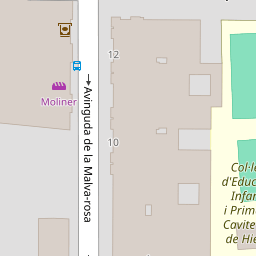 12
Moliner
→Avinguda de la Malva-rosa
10
Col·le
d'Educ
Infan
i Prim
Cavite
de Hie